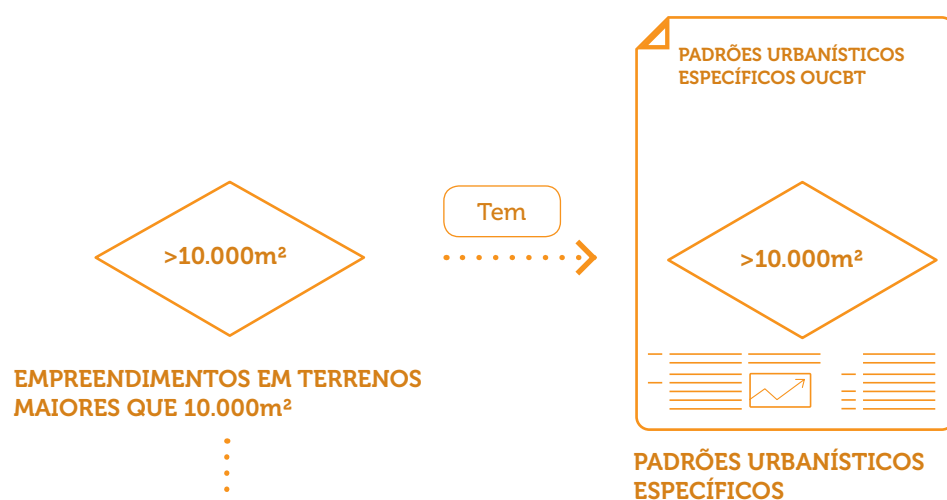 PADRÕES URBANÍSTICOS
ESPECÍFICOS OUCBT
>10.000m²
Tem
>10.000m²
EMPREENDIMENTOS EM TERRENOS
MAIORES QUE 10.000m²
PADRÕES URBANÍSTICOS
ESPECÍFICOS